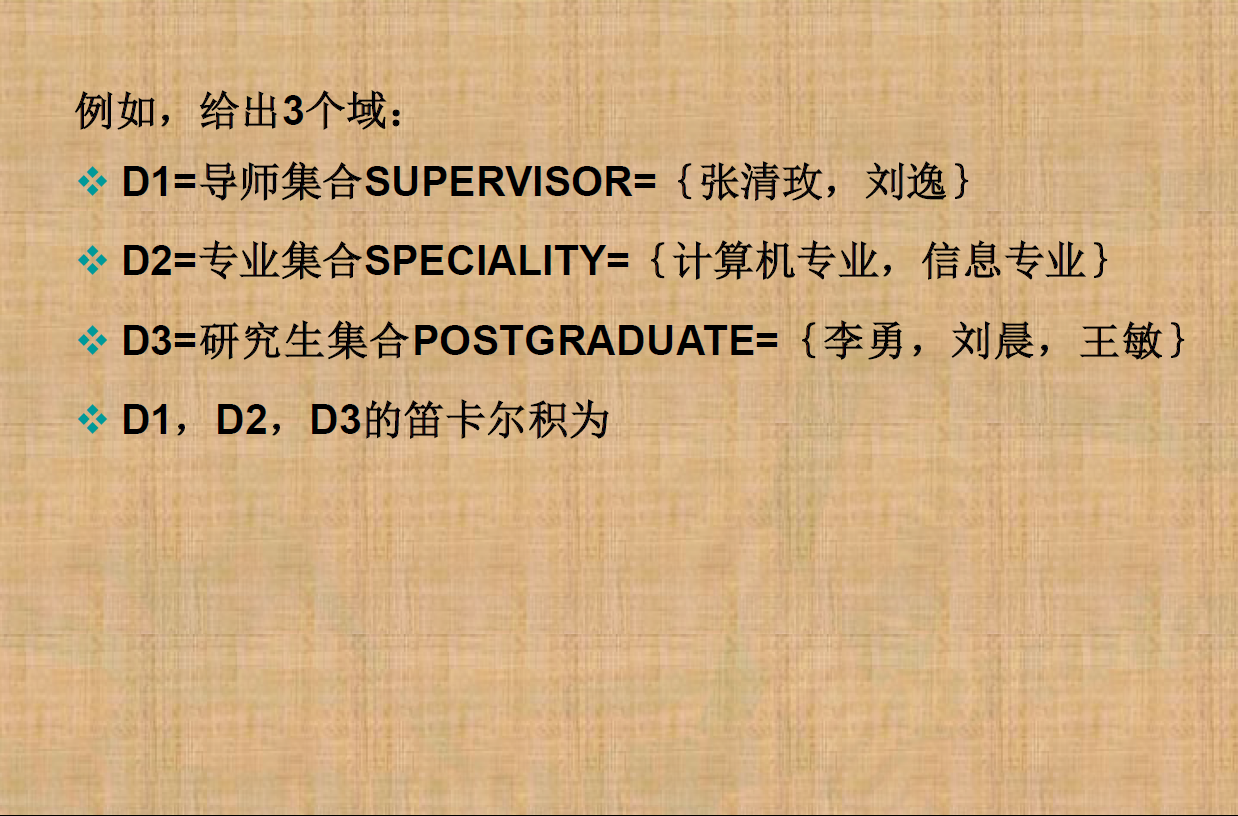 例如，给出3个域：
❖ D1=导师集合SUPERVISOR=｛张清玫，刘逸｝
❖ D2=专业集合SPECIALITY=｛计算机专业，信息专业｝
❖ D3=研究生集合POSTGRADUATE=｛李勇，刘晨，王敏｝
❖ D1，D2，D3的笛卡尔积为